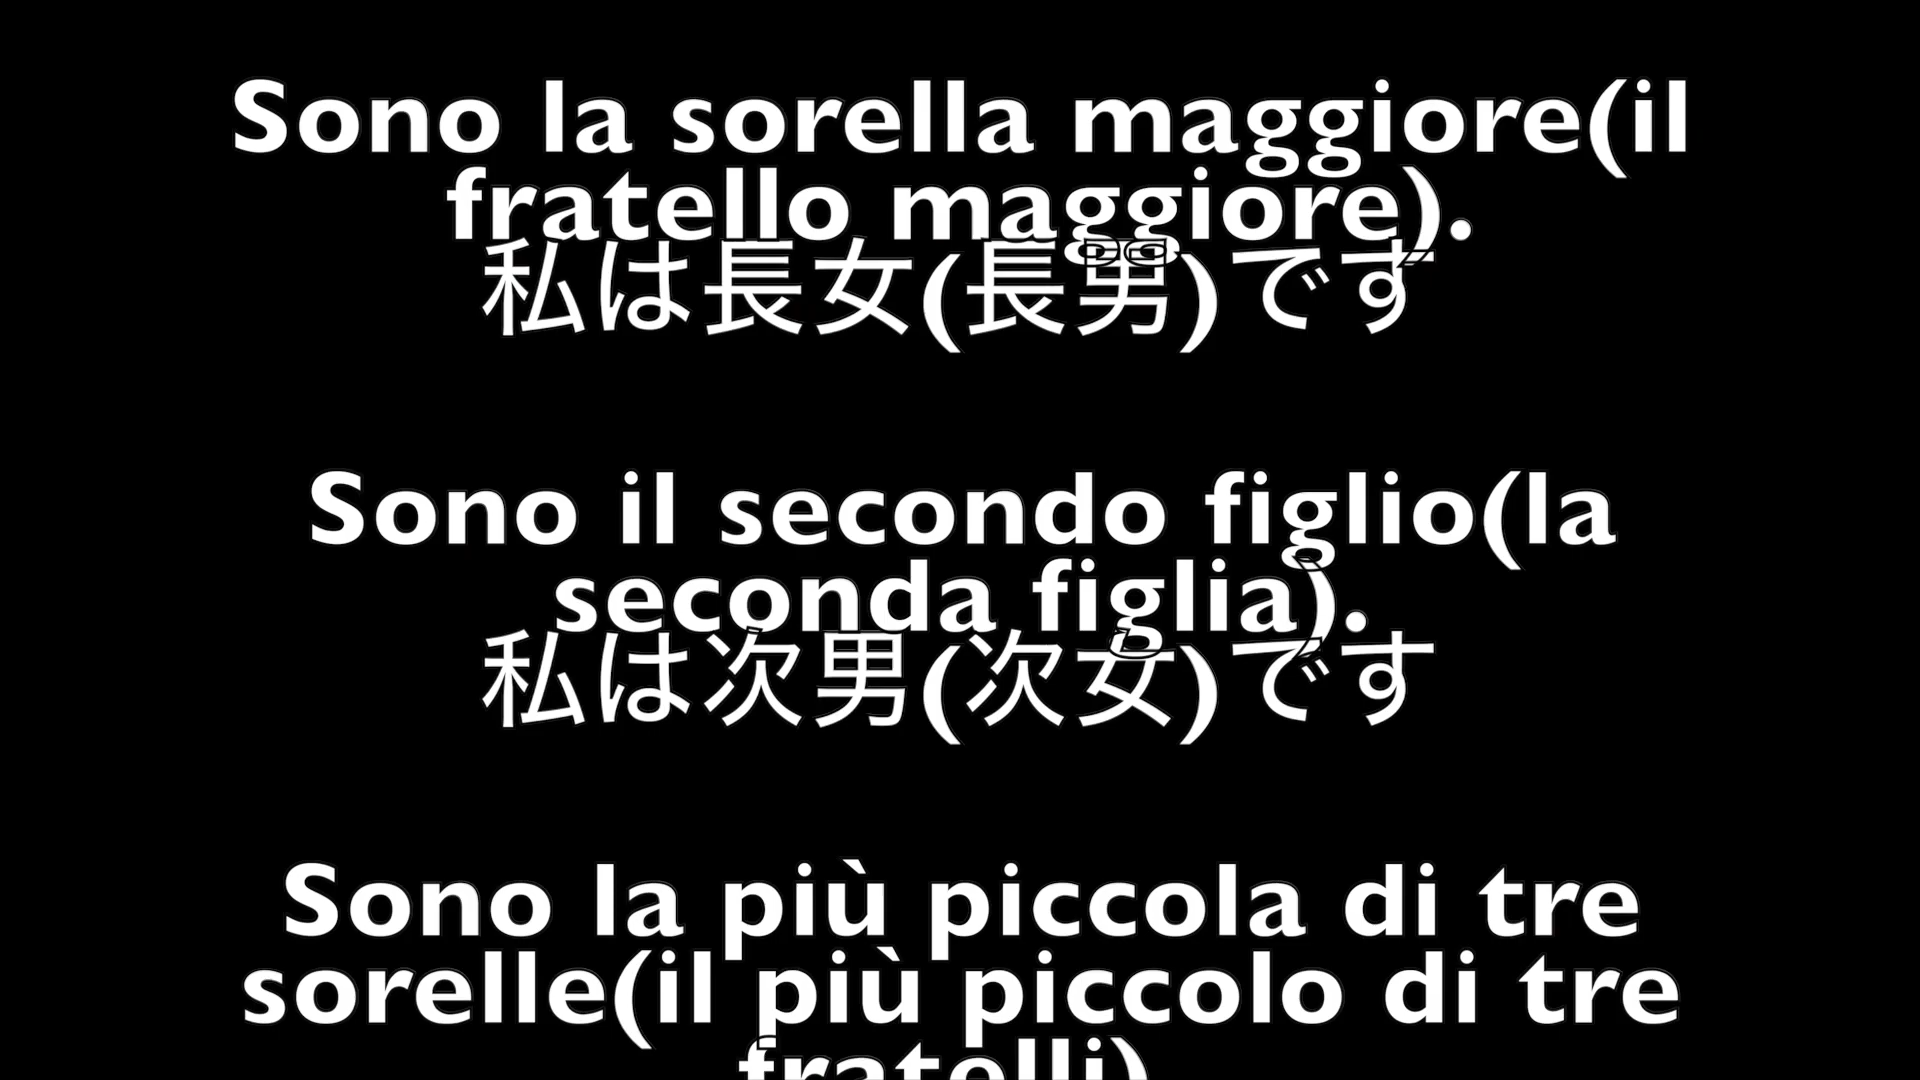 Sono la sorella maggiore(il
fratello maggiore).
私は長女(長男)です
Sono il secondo figlio(la
seconda figlia).
私は次男(次女)です
Sono la più piccola di tre
sorelle(il più piccolo di tre
fratelli)